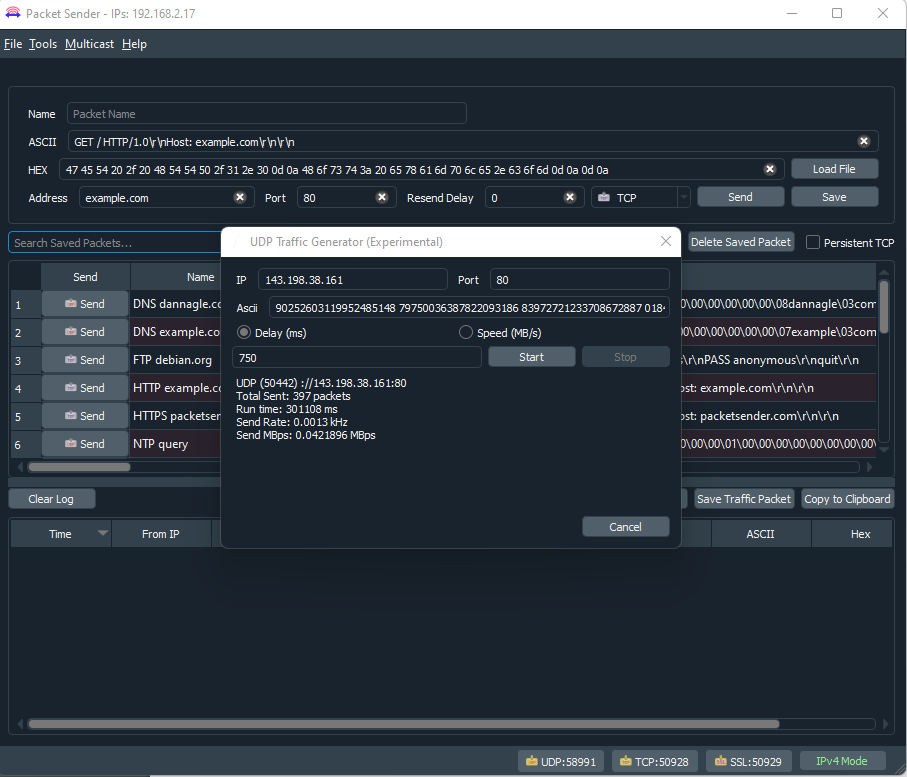 Packet Sender - IPs: 192.168.2.17
File Tools Multicast Help
Name Packet Name
ASCII GET / HTTP/1.0\r\nHost: example.com\r\n\r\n
HEX 47 45 54 20 2f 20 48 54 54 50 2f 31 2e 30 0d 0a 48 6f 73 74 3a 20 65 78 61 6d 70 6c 65 2e 63 6f 6d 0d 0a 0d 0a Load File
Address example.com Port 80 Resend Delay 0 TCP Send Save
Search Saved Packets... Delete Saved Packet Persistent TCP
UDP Traffic Generator (Experimental)
IP 143.198.38.161 Port 80
Ascii 90252603119952485148 79750036387822093186 83972721233708672887 0184
Delay (ms) Speed (MB/s)
750 Start Stop
UDP (50442) ://143.198.38.161:80
Total Sent: 397 packets
Run time: 301108 ms
Send Rate: 0.0013 kHz
Send MBps: 0.0421896 MBps
Cancel
Send Name
1 Send DNS dannagle.co 0\00\00\00\00\00\08dannagle\03com
2 Send DNS example.co 0\00\00\00\00\00\07example\03com
3 Send FTP debian.org s\r\nPASS anonymous\r\nquit\r\n
4 Send HTTP example.co ost: example.com\r\n\r\n
5 Send HTTPS packetsen ost: packetsender.com\r\n\r\n
6 Send NTP query \00\00\01\00\00\00\00\00\00\00\00
Clear Log Save Traffic Packet Copy to Clipboard
Time From IP ASCII Hex
UDP:58991 TCP:50928 SSL:50929 IPv4 Mode